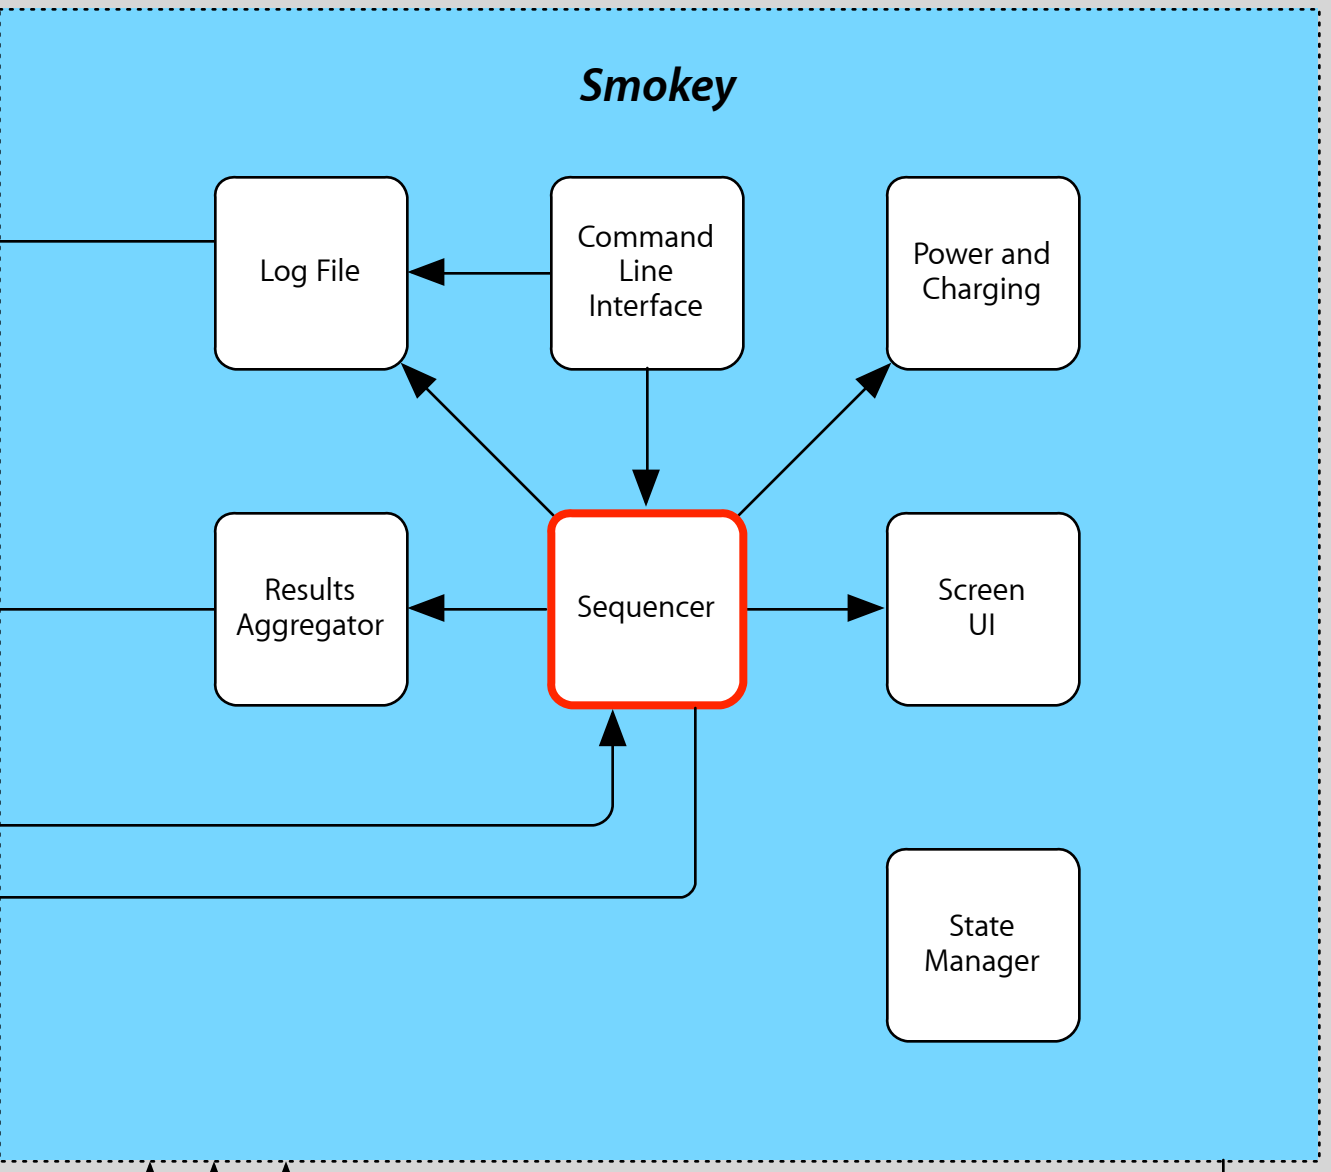 Smokey
Log File
Command
Line
Interface
Power and
Charging
Results
Aggregator
Sequencer
Screen
UI
State
Manager